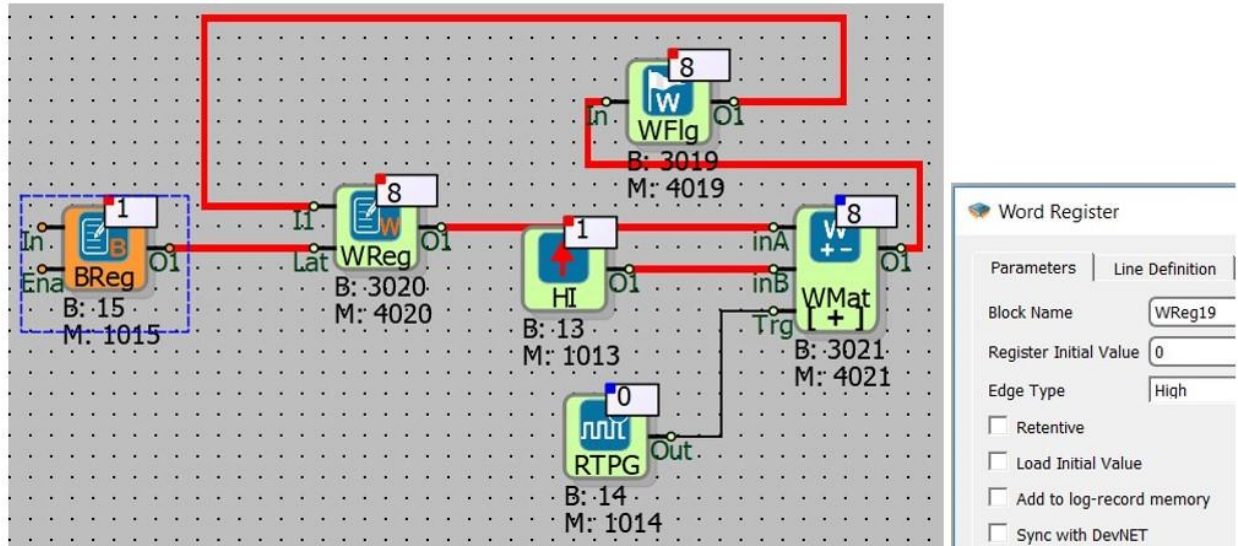 8
W
In
O1
WFlg
B: 3019
M: 4019
1
B
In
O1
Ena
BReg
B: 15
M: 1015
8
W
I1
O1
Lat
WReg
B: 3020
M: 4020
1
HI
O1
B: 13
M: 1013
8
W
+ -
inA
O1
inB
WMat
Trg
[ + ]
B: 3021
M: 4021
0
Out
RTPG
B: 14
M: 1014
Word Register
Parameters
Line Definition
Block Name
WReg19
Register Initial Value
0
Edge Type
High
Retentive
Load Initial Value
Add to log-record memory
Sync with DevNET